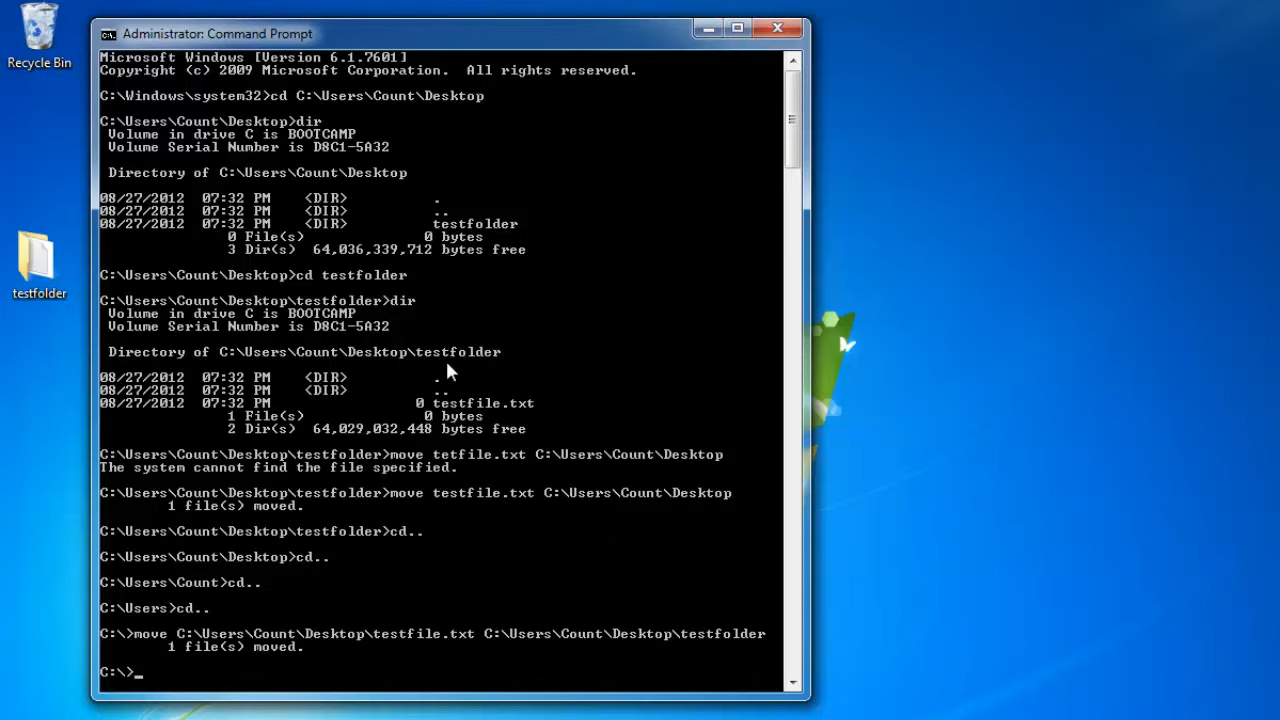 Recycle Bin
testfolder
Administrator: Command Prompt
Microsoft Windows [Version 6.1.7601]
Copyright (c) 2009 Microsoft Corporation.  All rights reserved.
C:\Windows\system32>cd C:\Users\Count\Desktop
C:\Users\Count\Desktop>dir
 Volume in drive C is BOOTCAMP
 Volume Serial Number is D8C1-5A32
 Directory of C:\Users\Count\Desktop
08/27/2012  07:32 PM    <DIR>          .
08/27/2012  07:32 PM    <DIR>          ..
08/27/2012  07:32 PM    <DIR>          testfolder
               0 File(s)              0 bytes
               3 Dir(s)  64,036,339,712 bytes free
C:\Users\Count\Desktop>cd testfolder
C:\Users\Count\Desktop\testfolder>dir
 Volume in drive C is BOOTCAMP
 Volume Serial Number is D8C1-5A32
 Directory of C:\Users\Count\Desktop\testfolder
08/27/2012  07:32 PM    <DIR>          .
08/27/2012  07:32 PM    <DIR>          ..
08/27/2012  07:32 PM                 0 testfile.txt
               1 File(s)              0 bytes
               2 Dir(s)  64,029,032,448 bytes free
C:\Users\Count\Desktop\testfolder>move tetfile.txt C:\Users\Count\Desktop
The system cannot find the file specified.
C:\Users\Count\Desktop\testfolder>move testfile.txt C:\Users\Count\Desktop
        1 file(s) moved.
C:\Users\Count\Desktop\testfolder>cd..
C:\Users\Count\Desktop>cd..
C:\Users\Count>cd..
C:\Users>cd..
C:\>move C:\Users\Count\Desktop\testfile.txt C:\Users\Count\Desktop\testfolder
        1 file(s) moved.
C:\>_